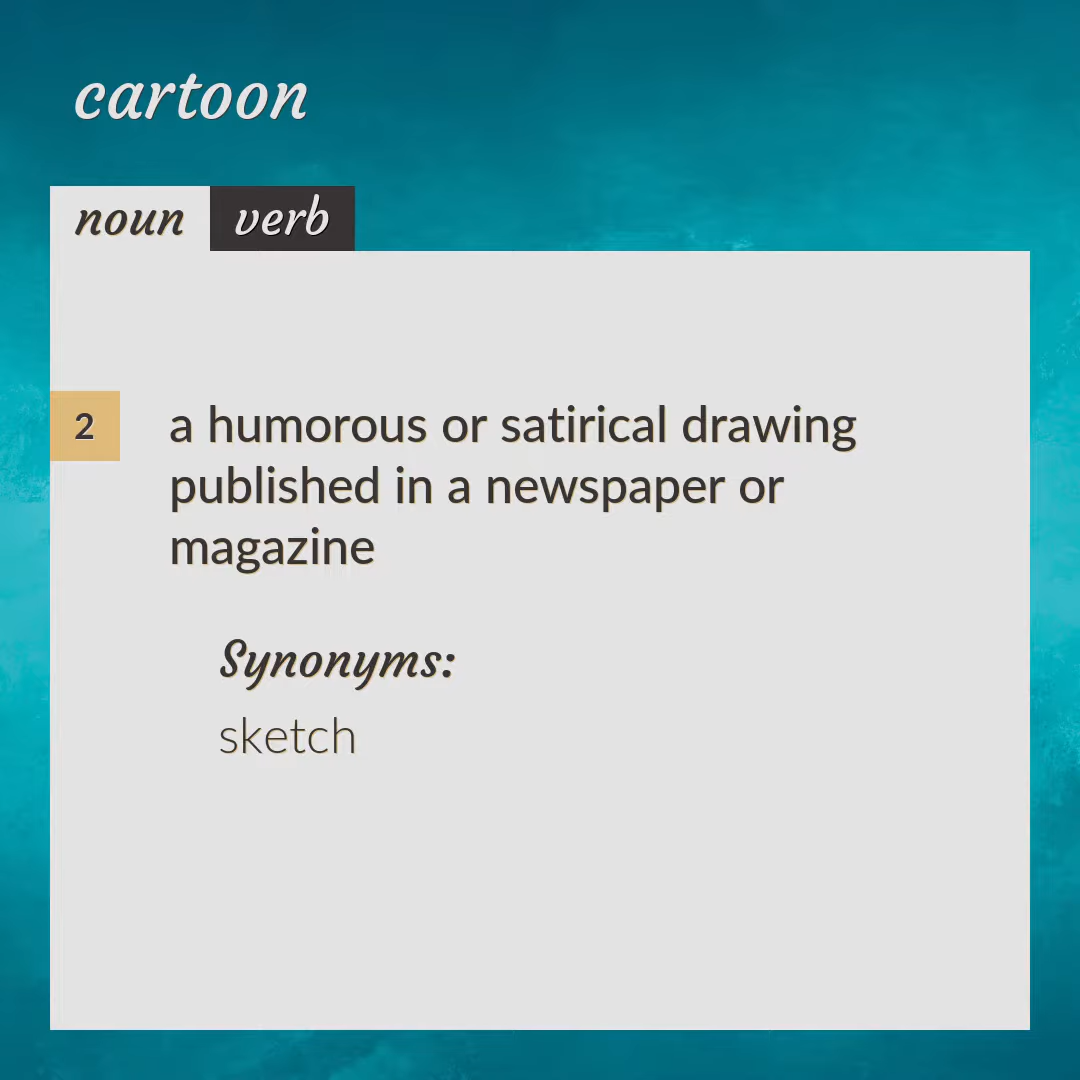 cartoon
noun verb
2 a humorous or satirical drawing
published in a newspaper or
magazine
Synonyms:
sketch